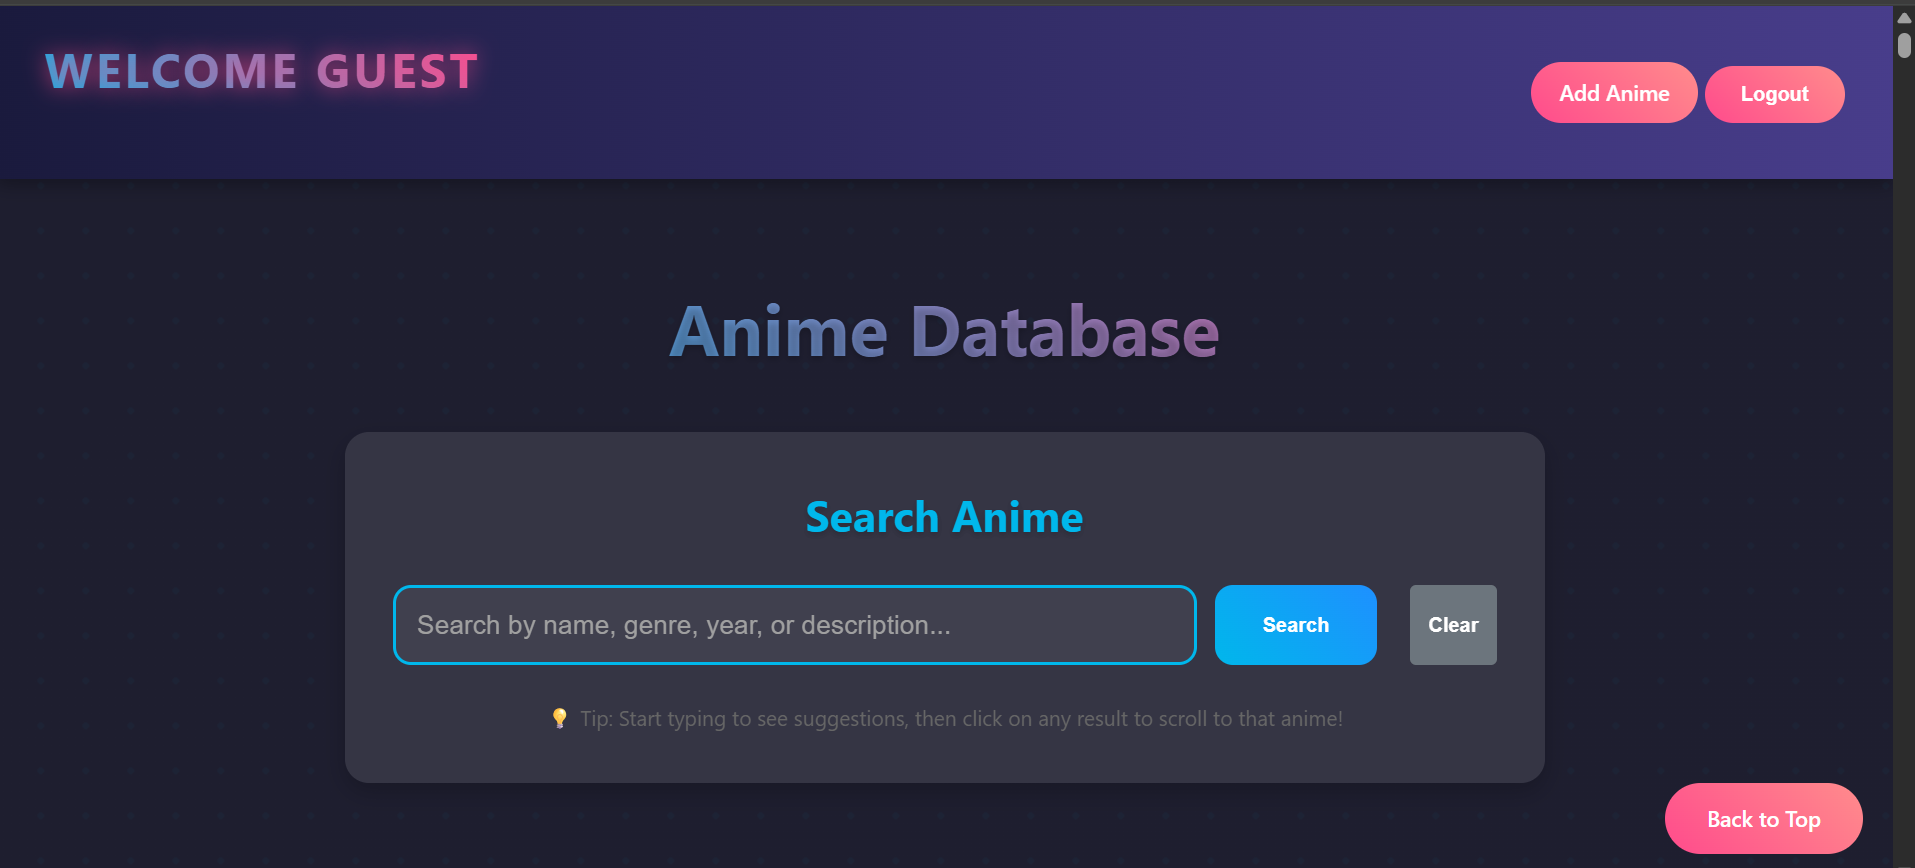 WELCOME GUEST
Add Anime
Logout
Anime Database
Search Anime
Search by name, genre, year, or description...
Search
Clear
💡 Tip: Start typing to see suggestions, then click on any result to scroll to that anime!
Back to Top